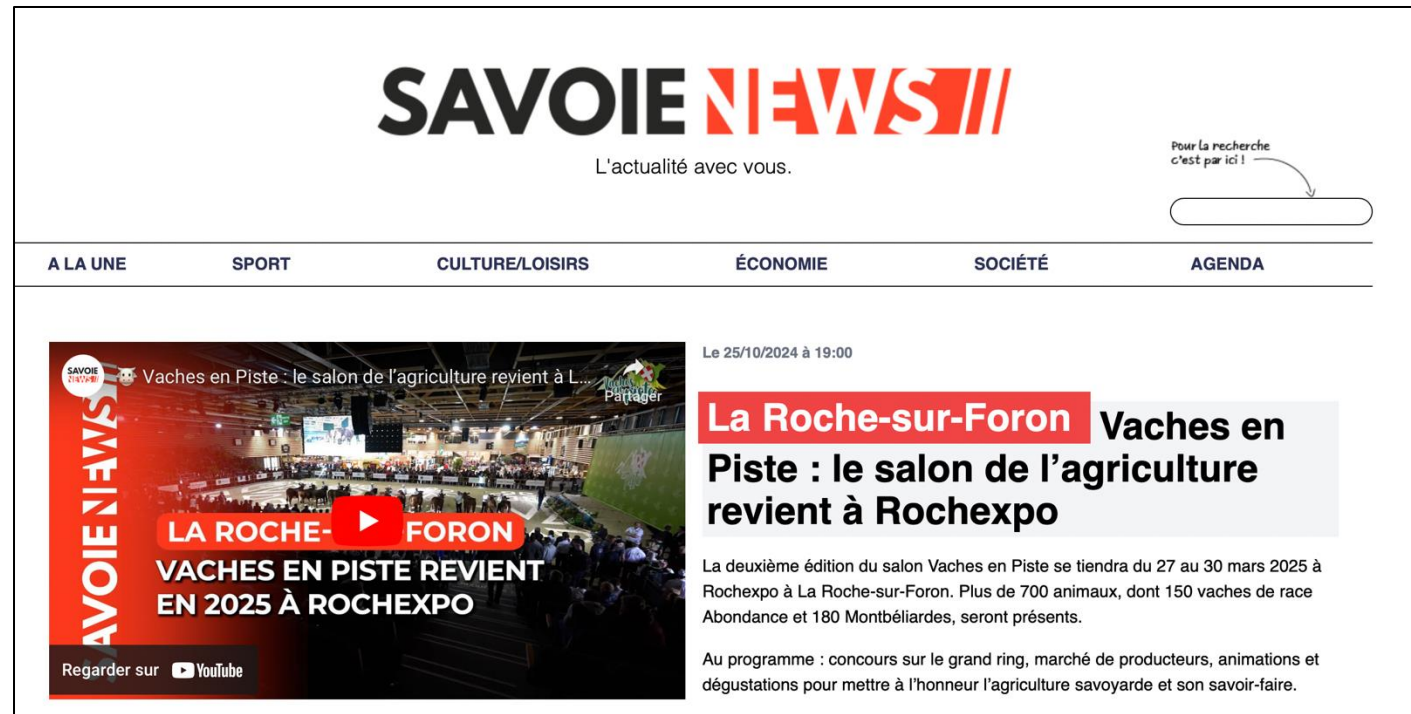 SAVOIE NEWS
L'actualité avec vous.
Pour la recherche
c'est par ici !
A LA UNE SPORT CULTURE/LOISIRS ÉCONOMIE SOCIÉTÉ AGENDA
SAVOIE NEWS
Vaches en Piste : le salon de l'agriculture revient à L...
Partager
SAVOIE NEWS
LA ROCHE- FORON
VACHES EN PISTE REVIENT
EN 2025 À ROCHEXPO
Regarder sur YouTube
Le 25/10/2024 à 19:00
La Roche-sur-Foron Vaches en
Piste : le salon de l’agriculture
revient à Rochexpo
La deuxième édition du salon Vaches en Piste se tiendra du 27 au 30 mars 2025 à
Rochexpo à La Roche-sur-Foron. Plus de 700 animaux, dont 150 vaches de race
Abondance et 180 Montbéliardes, seront présents.
Au programme : concours sur le grand ring, marché de producteurs, animations et
dégustations pour mettre à l’honneur l’agriculture savoyarde et son savoir-faire.